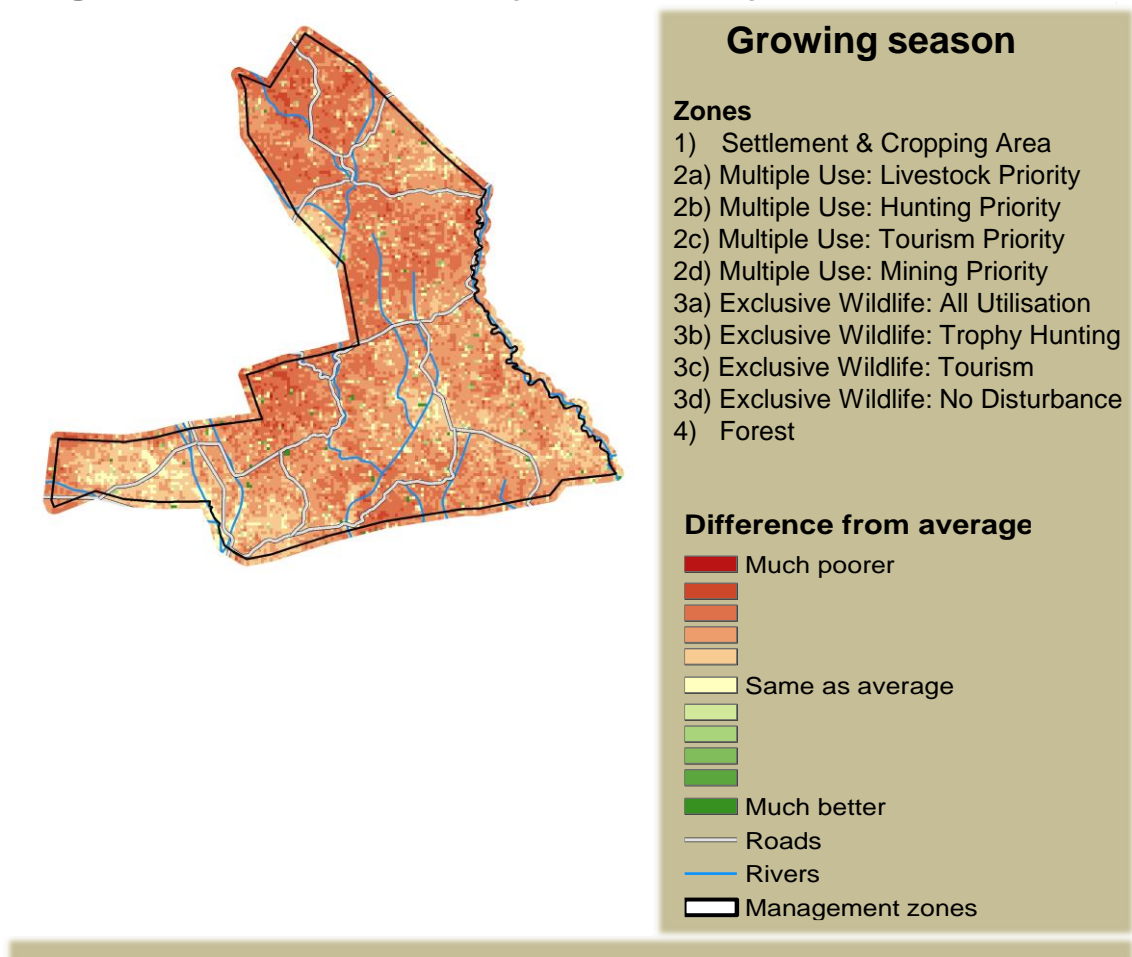 Growing season
Zones
1) Settlement & Cropping Area
2a) Multiple Use: Livestock Priority
2b) Multiple Use: Hunting Priority
2c) Multiple Use: Tourism Priority
2d) Multiple Use: Mining Priority
3a) Exclusive Wildlife: All Utilisation
3b) Exclusive Wildlife: Trophy Hunting
3c) Exclusive Wildlife: Tourism
3d) Exclusive Wildlife: No Disturbance
4) Forest
Difference from average
Much poorer
Same as average
Much better
Roads
Rivers
Management zones